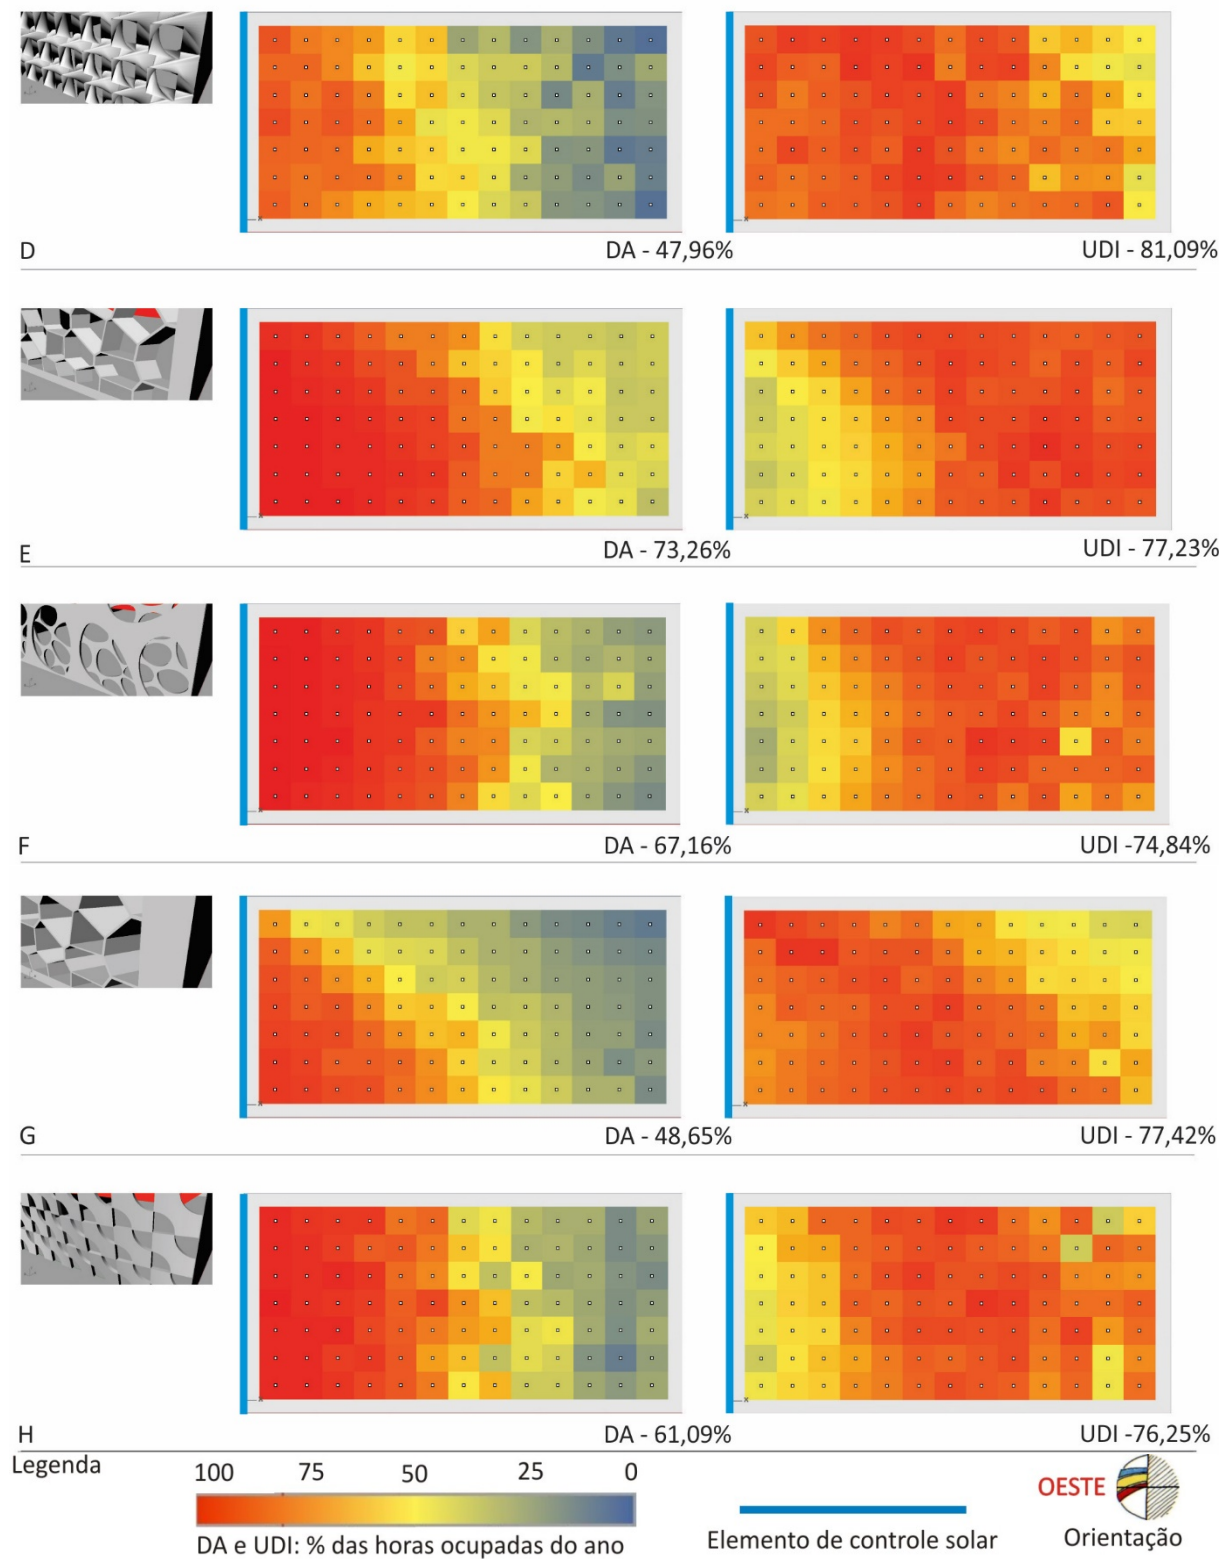 D
DA - 47,96%
UDI - 81,09%
E
DA - 73,26%
UDI - 77,23%
F
DA - 67,16%
UDI -74,84%
G
DA - 48,65%
UDI - 77,42%
H
DA - 61,09%
UDI -76,25%
Legenda
100 75 50 25 0
DA e UDI: % das horas ocupadas do ano
Elemento de controle solar
OESTE
Orientação